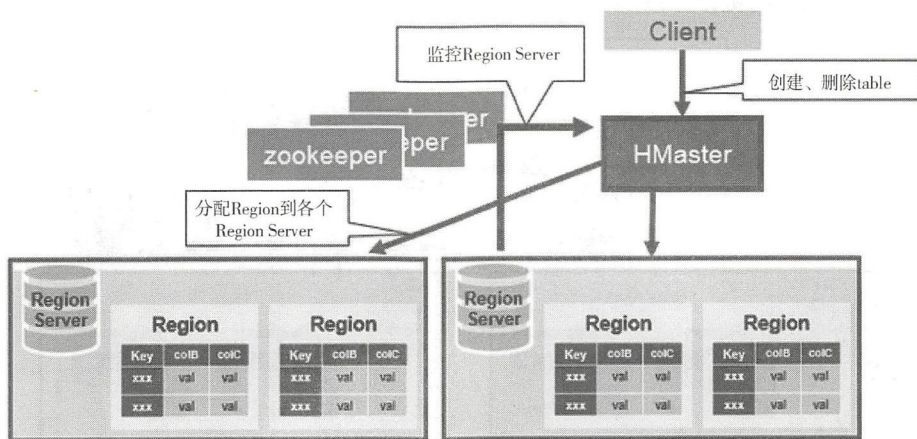 Client
监控Region Server
创建、删除table
zookeeper
eper
per
HMaster
分配Region到各个
Region Server
Region
Server
Region
Key colB colC
xxx val val
xxx val val
Region
Key colB colC
xxx val val
xxx val val
Region
Server
Region
Key colB colC
xxx val val
xxx val val
Region
Key colB colC
xxx val val
xxx val val